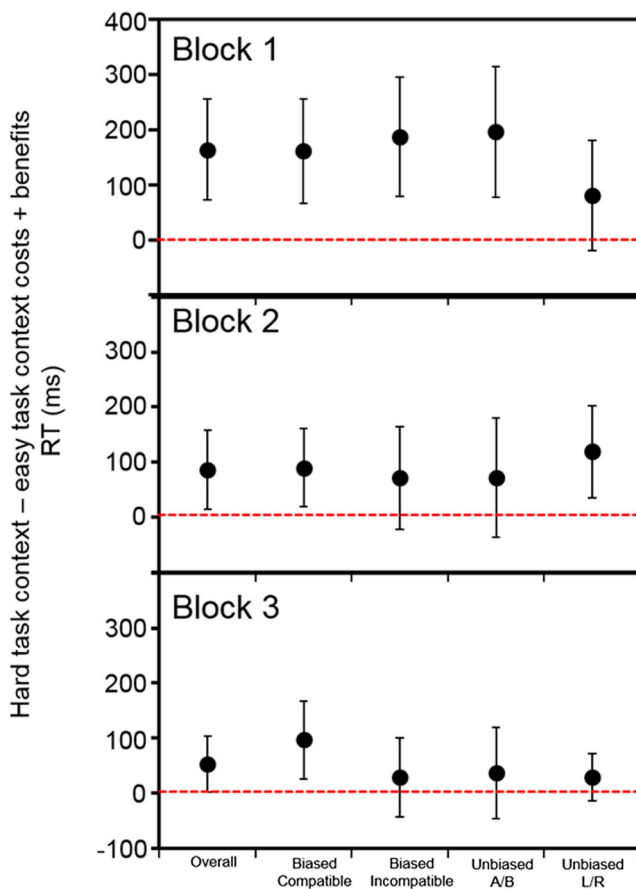 Hard task context – easy task context costs + benefits
RT (ms)
Block 1
400
300
200
100
0
Block 2
300
200
100
0
Block 3
300
200
100
0
-100
Overall
Biased
Compatible
Biased
Incompatible
Unbiased
A/B
Unbiased
L/R